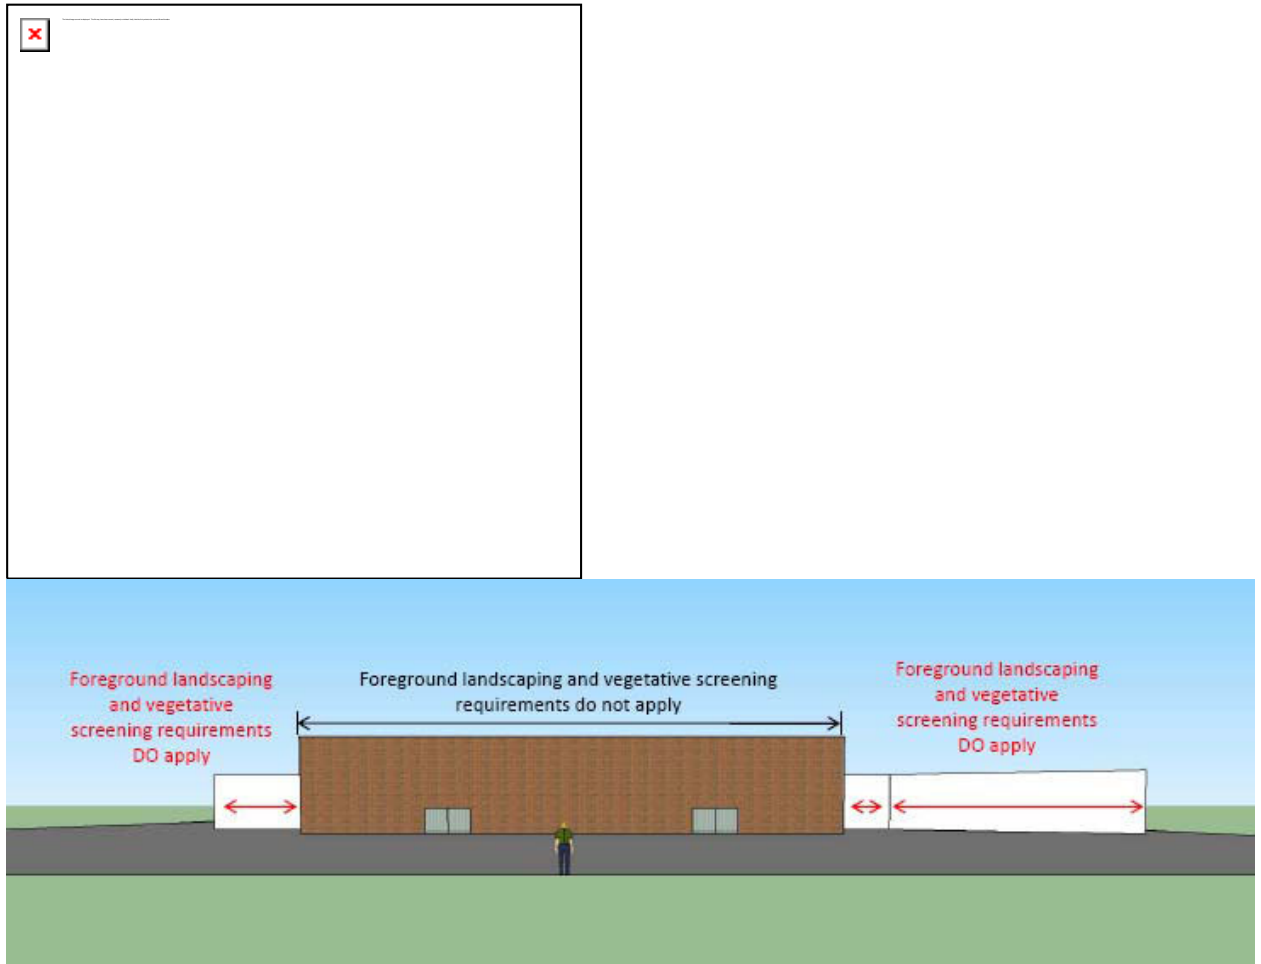 Foreground landscaping
and vegetative
screening requirements
DO apply
Foreground landscaping and vegetative screening
requirements do not apply
Foreground landscaping
and vegetative
screening requirements
DO apply